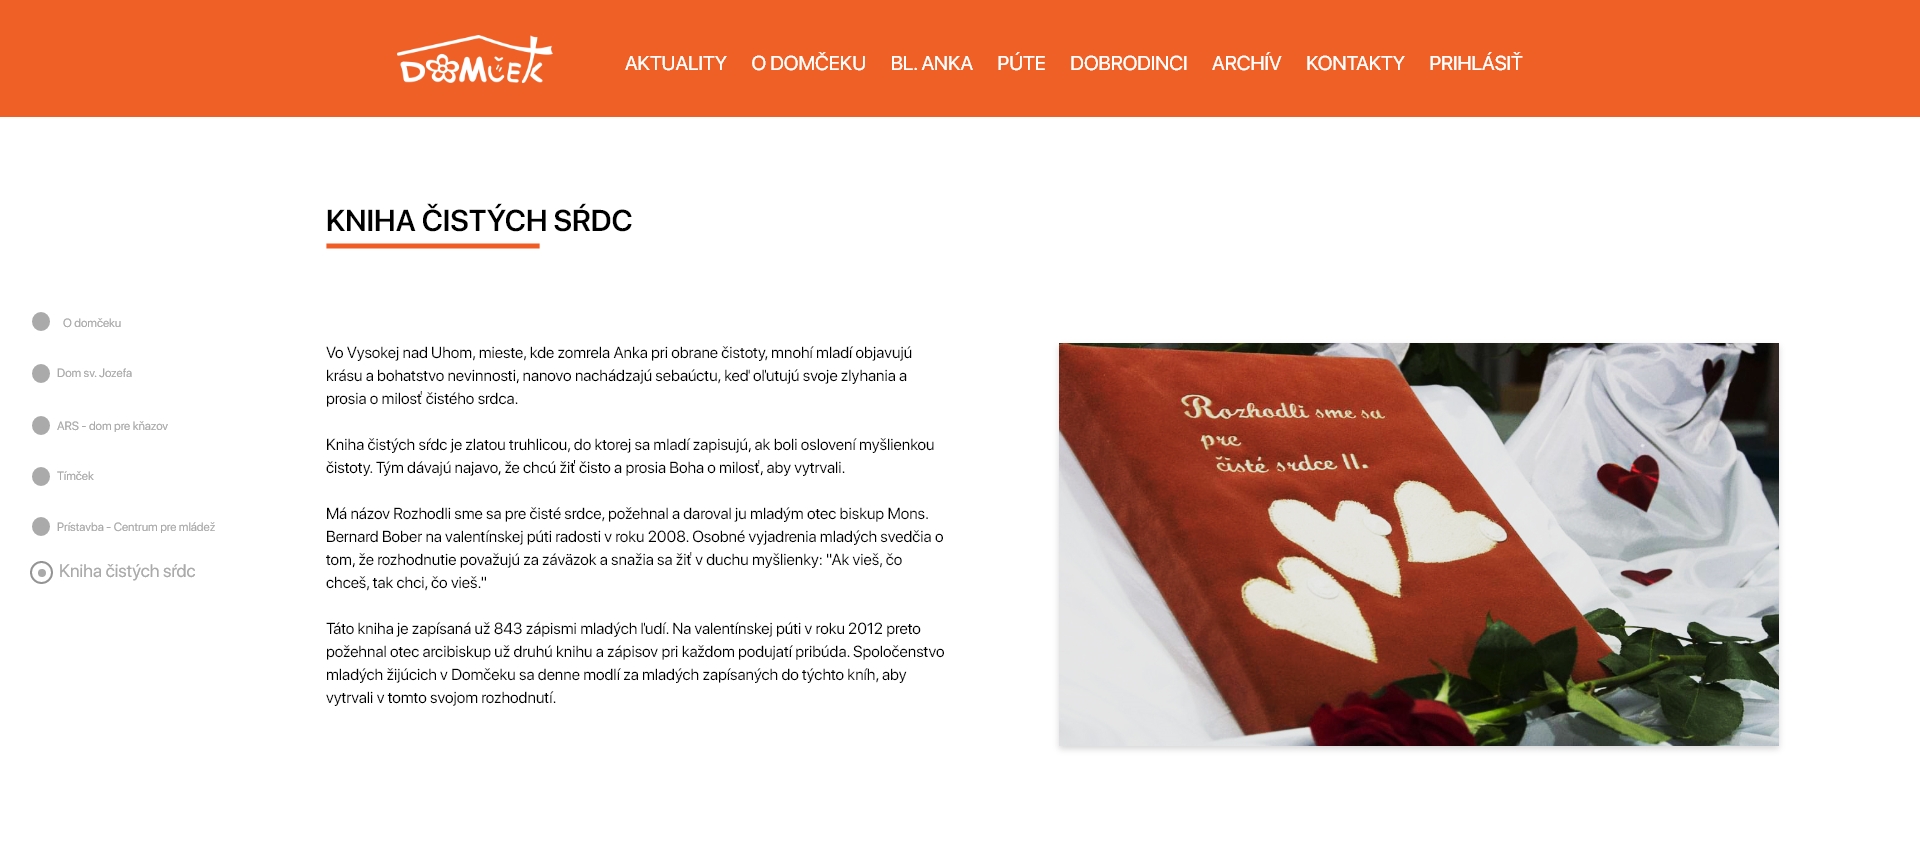 DOMČEK
AKTUALITY O DOMČEKU BL. ANKA PÚTE DOBRODINCI ARCHÍV KONTAKTY PRIHLÁSIŤ
KNIHA ČISTÝCH SŔDC
O domčeku
Dom sv. Jozefa
ARS - dom pre kňazov
Tímček
Prístavba - Centrum pre mládež
Kniha čistých sŕdc
Vo Vysokej nad Uhom, mieste, kde zomrela Anka pri obrane čistoty, mnohí mladí objavujú
krásu a bohatstvo nevinnosti, nanovo nachádzajú sebaúctu, keď oľutujú svoje zlyhania a
prosia o milosť čistého srdca.
Kniha čistých sŕdc je zlatou truhlicou, do ktorej sa mladí zapisujú, ak boli oslovení myšlienkou
čistoty. Tým dávajú najavo, že chcú žiť čisto a prosia Boha o milosť, aby vytrvali.
Má názov Rozhodli sme sa pre čisté srdce, požehnal a daroval ju mladým otec biskup Mons.
Bernard Bober na valentínskej púti radosti v roku 2008. Osobné vyjadrenia mladých svedčia o
tom, že rozhodnutie považujú za záväzok a snažia sa žiť v duchu myšlienky: "Ak vieš, čo
chceš, tak chci, čo vieš."
Táto kniha je zapísaná už 843 zápismi mladých ľudí. Na valentínskej púti v roku 2012 preto
požehnal otec arcibiskup už druhú knihu a zápisov pri každom podujatí pribúda. Spoločenstvo
mladých žijúcich v Domčeku sa denne modlí za mladých zapísaných do týchto kníh, aby
vytrvali v tomto svojom rozhodnutí.
Rozhodli sme sa
pre
čisté srdce II.